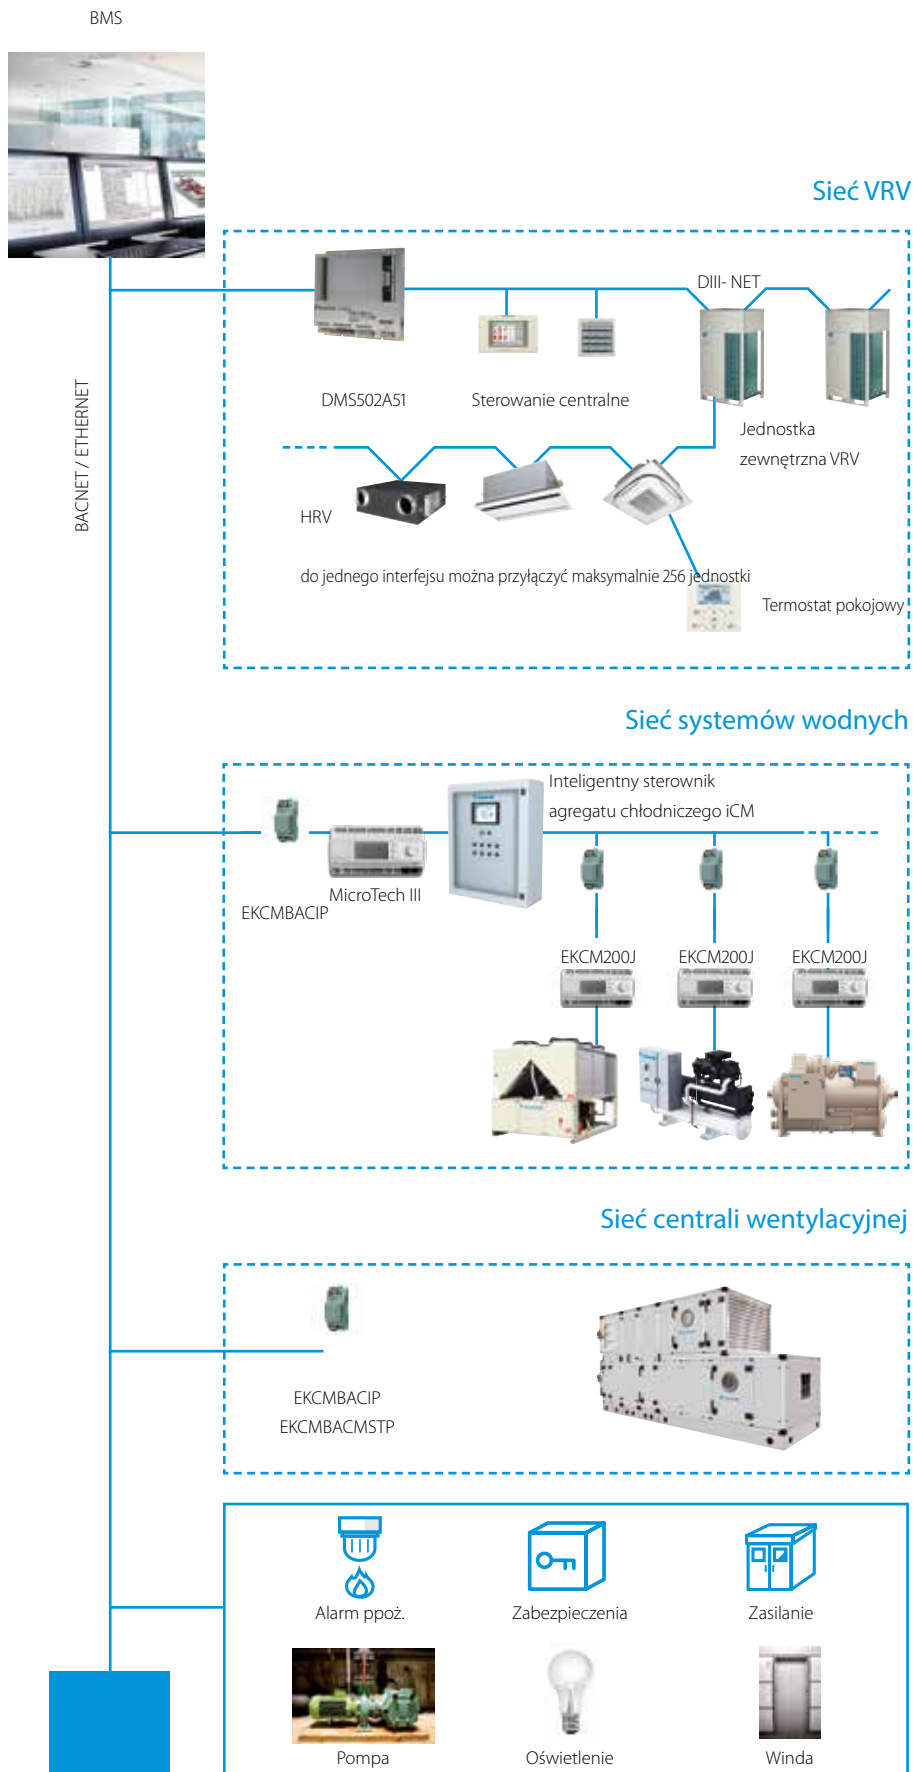 BMS
Sieć VRV
DIII- NET
DMS502A51
Sterowanie centralne
Jednostka
zewnętrzna VRV
BACNET / ETHERNET
HRV
do jednego interfejsu można przyłączyć maksymalnie 256 jednostki
Termostat pokojowy
Sieć systemów wodnych
Inteligentny sterownik
agregatu chłodniczego iCM
MicroTech III
EKCMBACIP
EKCM200J
EKCM200J
EKCM200J
Sieć centrali wentylacyjnej
EKCMBACIP
EKCMBACMSTP
Alarm ppoż.
Zabezpieczenia
Zasilanie
Pompa
Oświetlenie
Winda